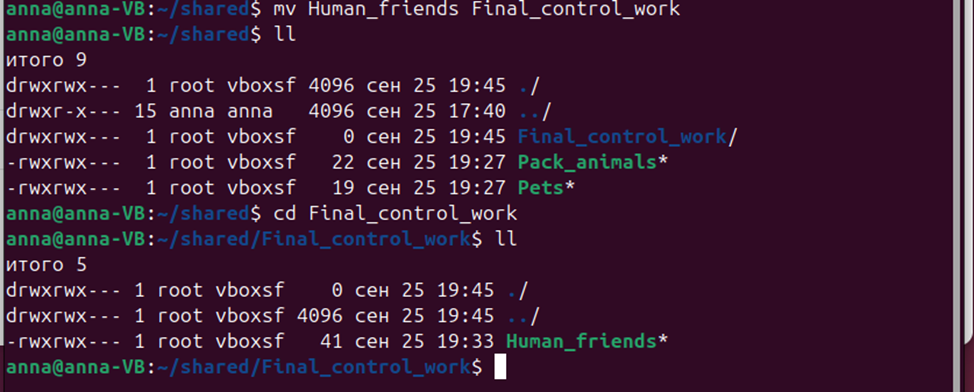 anna@anna-VB:~/shared$ mv Human_friends Final_control_work
anna@anna-VB:~/shared$ ll
итого 9
drwxrwx---  1 root vboxsf 4096 сен 25 19:45 ./
drwxr-x--- 15 anna anna   4096 сен 25 17:40 ../
drwxrwx---  1 root vboxsf    0 сен 25 19:45 Final_control_work/
-rwxrwx---  1 root vboxsf   22 сен 25 19:27 Pack_animals*
-rwxrwx---  1 root vboxsf   19 сен 25 19:27 Pets*
anna@anna-VB:~/shared$ cd Final_control_work
anna@anna-VB:~/shared/Final_control_work$ ll
итого 5
drwxrwx--- 1 root vboxsf    0 сен 25 19:45 ./
drwxrwx--- 1 root vboxsf 4096 сен 25 19:45 ../
-rwxrwx--- 1 root vboxsf   41 сен 25 19:33 Human_friends*
anna@anna-VB:~/shared/Final_control_work$